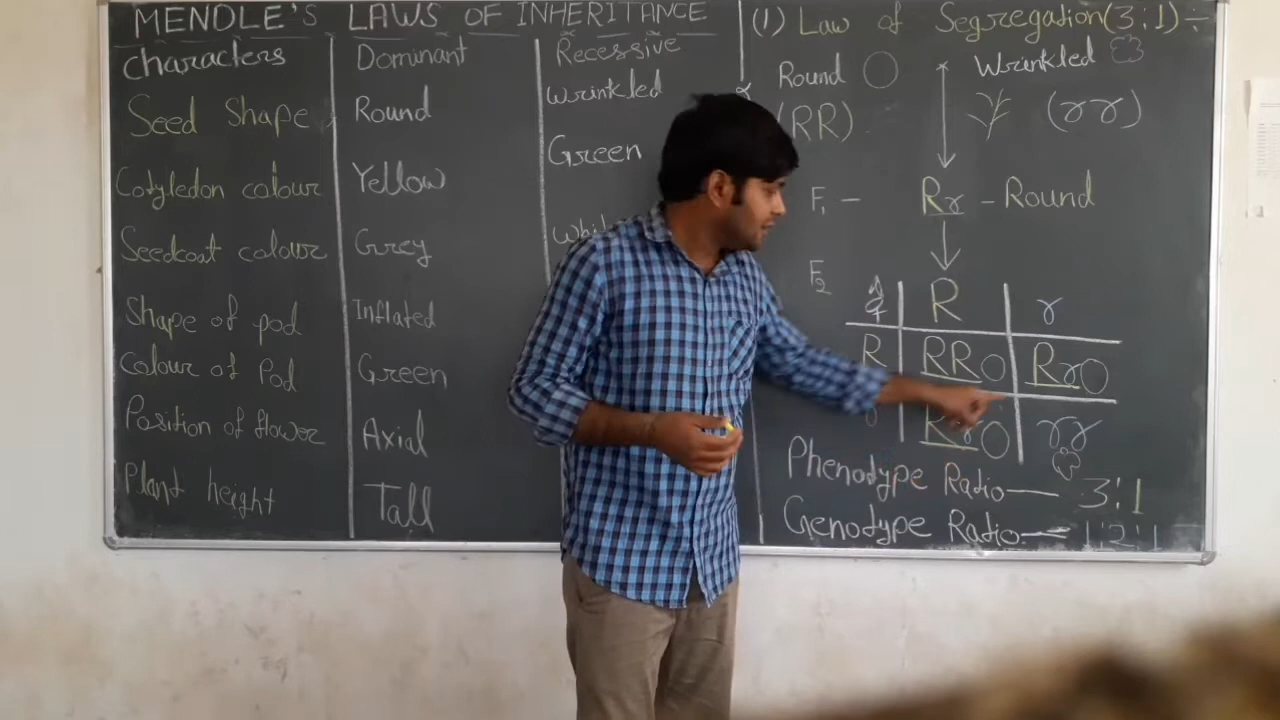 MENDLE'S LAWS OF INHERITANCE
Characters Dominant Recessive
Seed Shape Round Wrinkled
Cotyledon colour Yellow Green
Seedcoat colour Grey
Shape of pod Inflated
Colour of Pod Green
Position of flower Axial
Plant height Tall
(1) Law of Segregation (3:1) :-
Round × Wrinkled
(RR) (rr)
F1 – Rr – Round
F2
R r
R RR Rr
Rr rr
Phenotype Ratio — 3:1
Genotype Ratio — 1:2:1